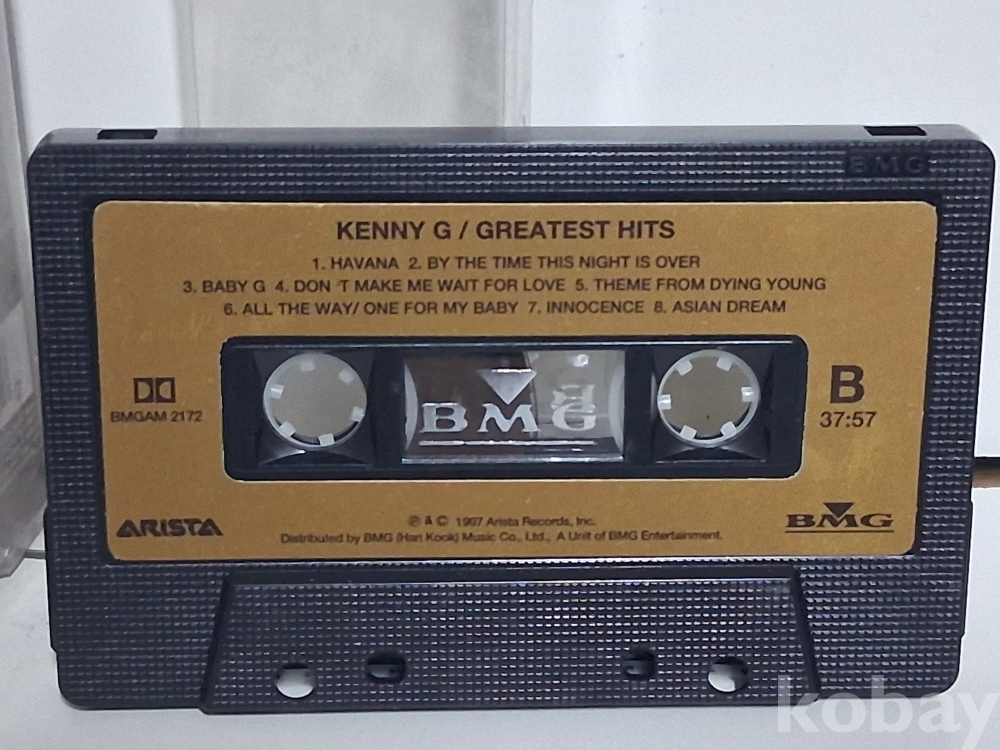 BMG
KENNY G / GREATEST HITS
1. HAVANA 2. BY THE TIME THIS NIGHT IS OVER
3. BABY G 4. DON 'T MAKE ME WAIT FOR LOVE 5. THEME FROM DYING YOUNG
6. ALL THE WAY/ ONE FOR MY BABY 7. INNOCENCE 8. ASIAN DREAM
BMGAM 2172
BMG
B
37:57
ARISTA
℗ & © 1997 Arista Records, Inc.
Distributed by BMG (Han Kook) Music Co., Ltd., A Unit of BMG Entertainment.
BMG
kobay